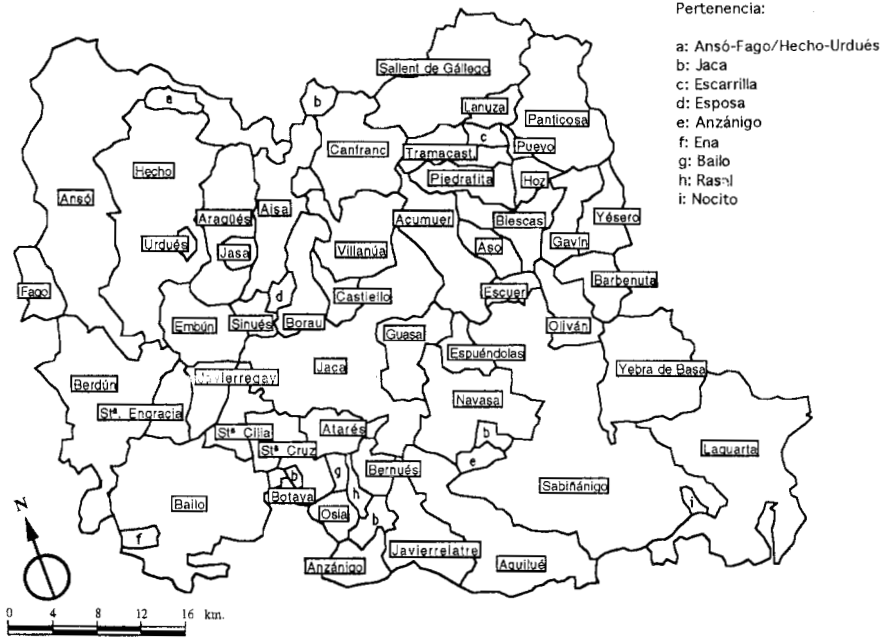 Pertenencia:
a: Ansó-Fago/Hecho-Urdués
b: Jaca
c: Escarrilla
d: Esposa
e: Anzánigo
f: Ena
g: Bailo
h: Rasal
i: Nocito
Sallent de Gállego
a
b
Lanuza
Panticosa
c
Canfranc
Tramacast.
Pueyo
Hecho
Piedrafita
Hoz
Ansó
Aragüés
Aisa
Acumuer
Biescas
Yésero
Urdués
Jasa
Villanúa
Aso
Gavín
Fago
d
Castiello
Escuer
Barbenuta
Embún
Sinués
Borau
Guasa
Oliván
Espuéndolas
Jaca
Javierregay
Yebra de Basa
Berdún
Stª. Engracia
Navasa
Stª Cilia
Atarés
b
Stª Cruz
Laguarta
Bernués
e
g
b
Botaya
h
Sabiñánigo
Bailo
i
Osia
b
f
Javierrelatre
Anzánigo
Aquilué
N
0 4 8 12 16 km.